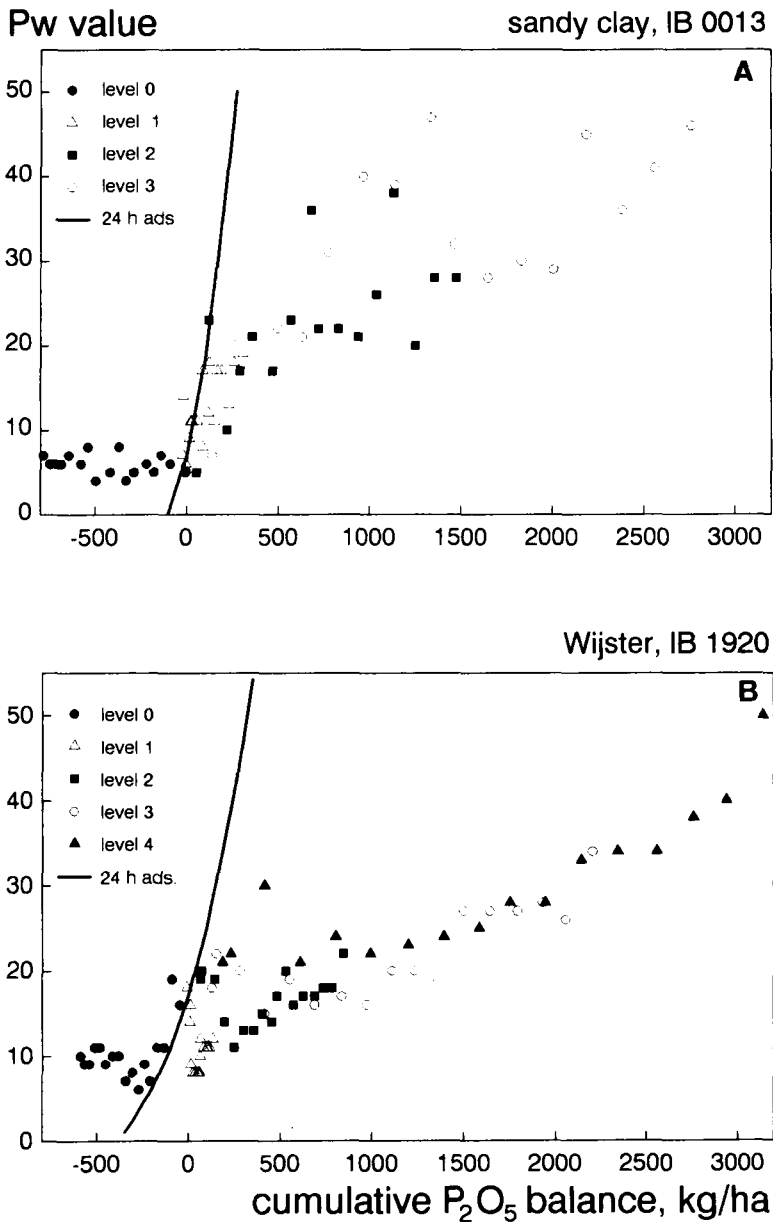 Pw value
sandy clay, IB 0013
A
50
level 0
level 1
40
level 2
level 3
24 h ads
30
20
10
0
-500 0 500 1000 1500 2000 2500 3000
Wijster, IB 1920
B
50
level 0
level 1
level 2
40
level 3
level 4
24 h ads.
30
20
10
0
-500 0 500 1000 1500 2000 2500 3000
cumulative P₂O₅ balance, kg/ha